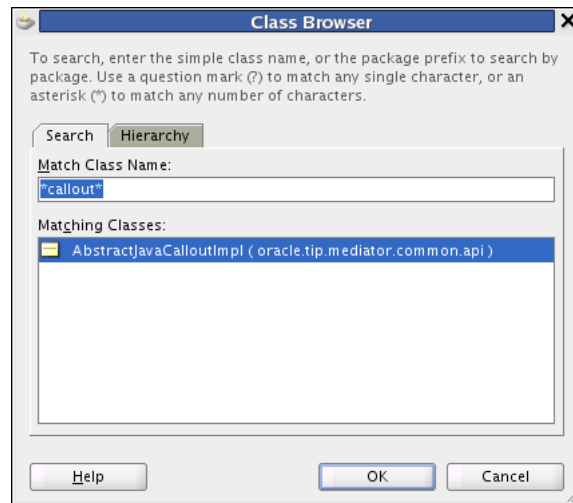 Class Browser
To search, enter the simple class name, or the package prefix to search by
package. Use a question mark (?) to match any single character, or an
asterisk (*) to match any number of characters.
Search Hierarchy
Match Class Name:
*callout*
Matching Classes:
AbstractJavaCalloutImpl ( oracle.tip.mediator.common.api )
Help OK Cancel